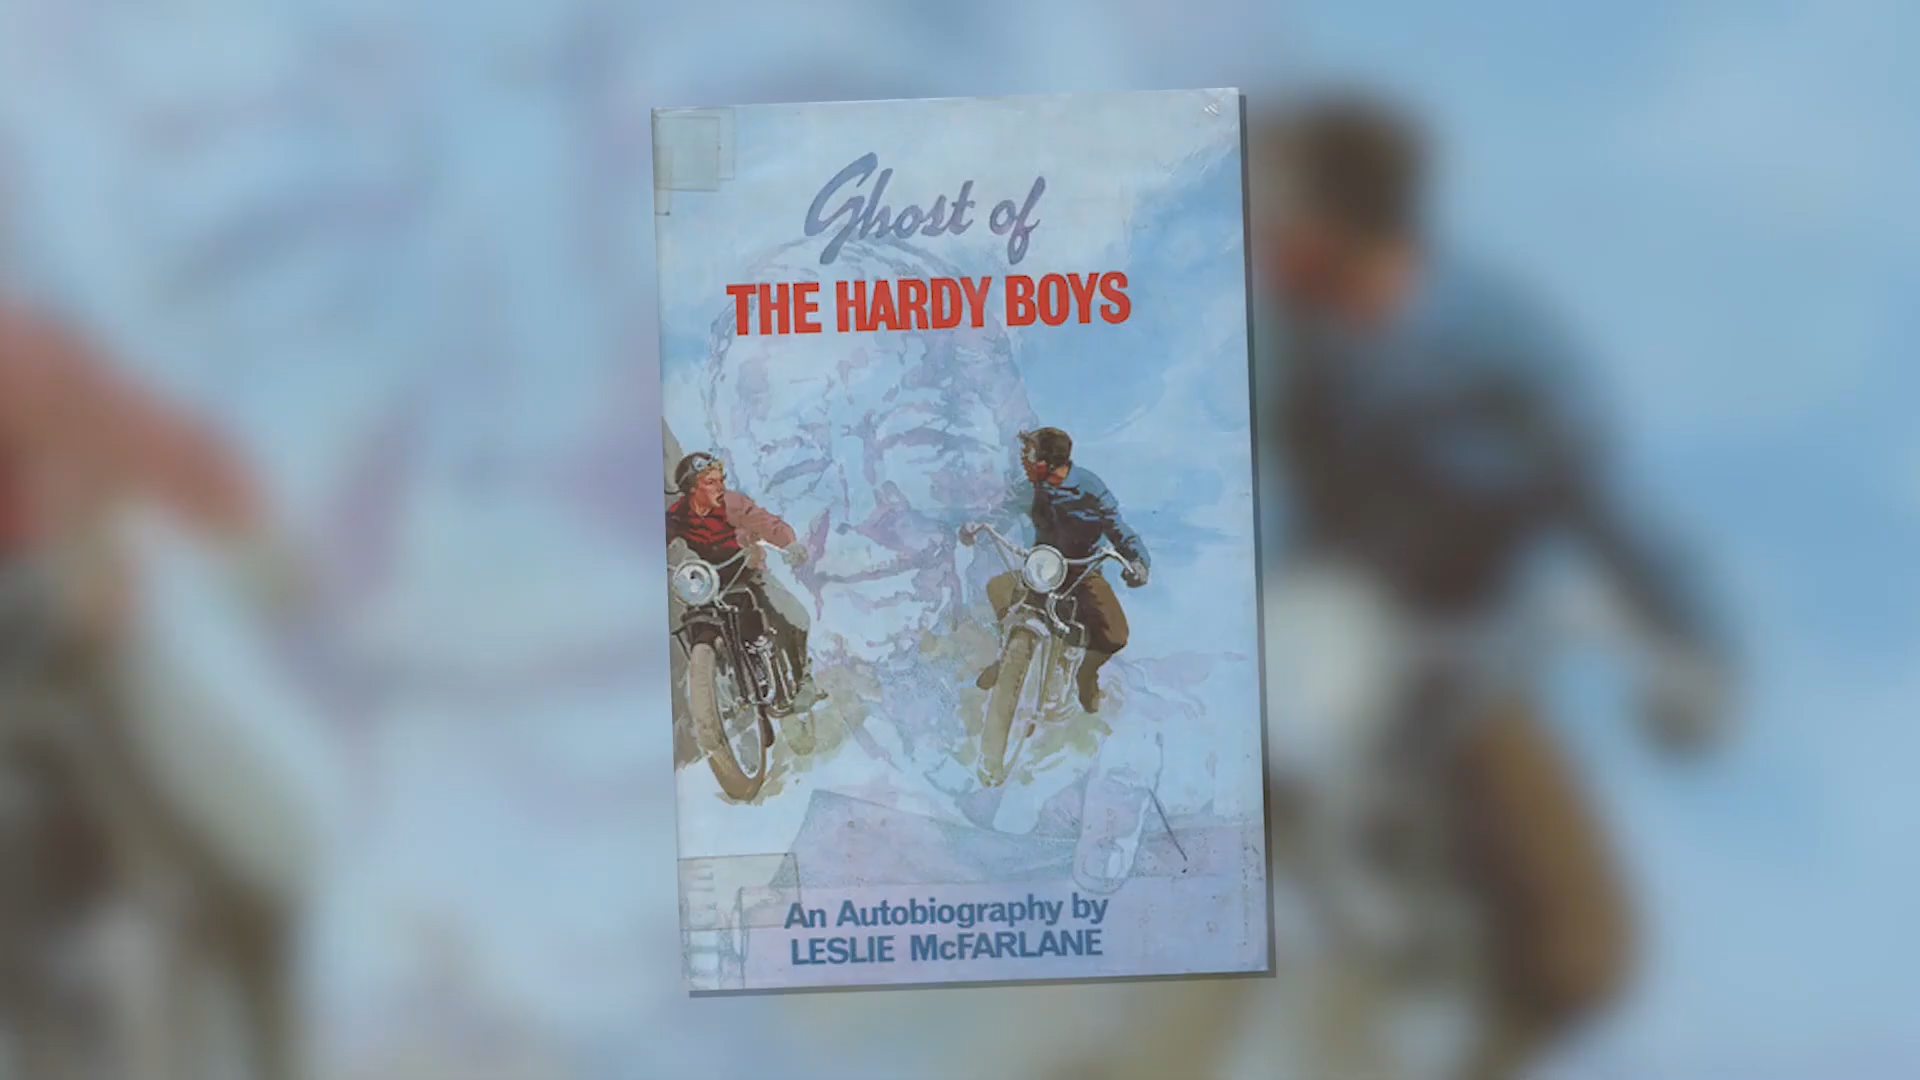 Ghost of
THE HARDY BOYS
An Autobiography by
LESLIE McFARLANE